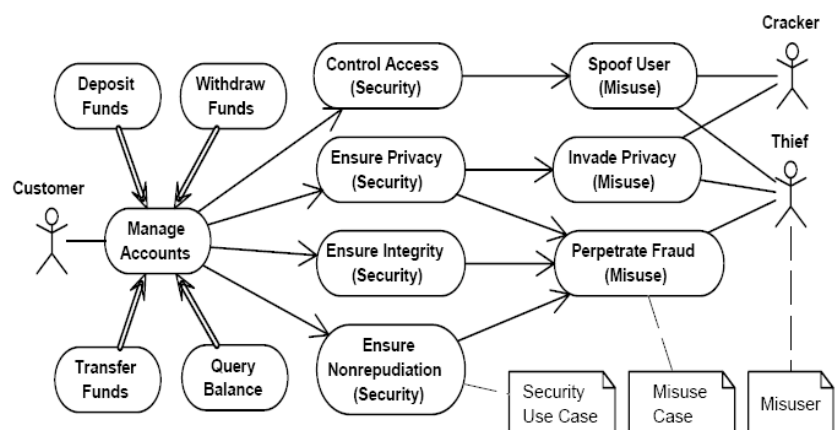 Cracker
Deposit
Funds
Withdraw
Funds
Control Access
(Security)
Spoof User
(Misuse)
Thief
Customer
Ensure Privacy
(Security)
Invade Privacy
(Misuse)
Manage
Accounts
Ensure Integrity
(Security)
Perpetrate Fraud
(Misuse)
Transfer
Funds
Query
Balance
Ensure
Nonrepudiation
(Security)
Security
Use Case
Misuse
Case
Misuser